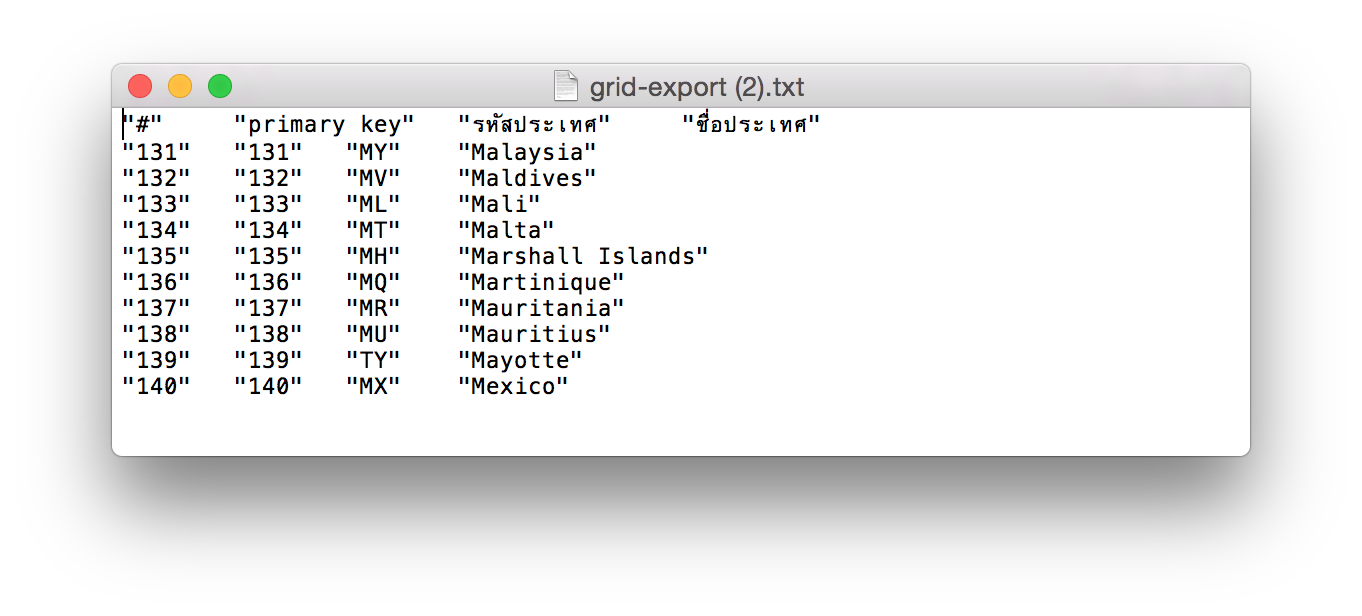 grid-export (2).txt
"#" "primary key" "รหัสประเทศ" "ชื่อประเทศ"
"131" "131" "MY" "Malaysia"
"132" "132" "MV" "Maldives"
"133" "133" "ML" "Mali"
"134" "134" "MT" "Malta"
"135" "135" "MH" "Marshall Islands"
"136" "136" "MQ" "Martinique"
"137" "137" "MR" "Mauritania"
"138" "138" "MU" "Mauritius"
"139" "139" "TY" "Mayotte"
"140" "140" "MX" "Mexico"